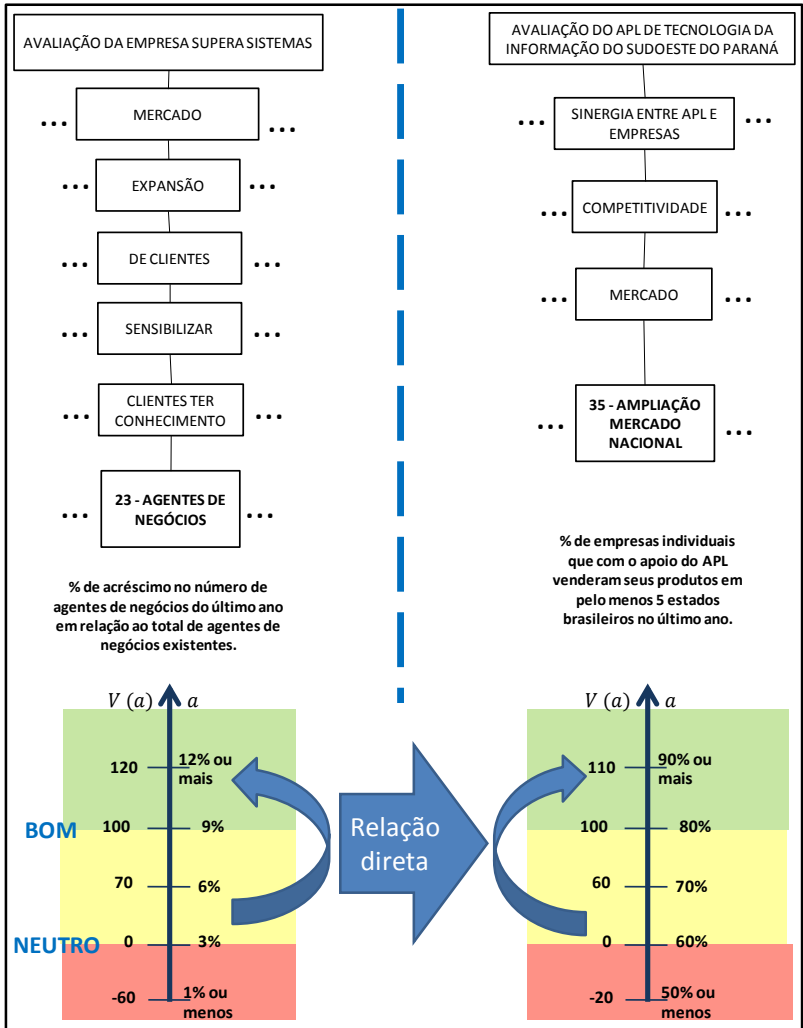 AVALIAÇÃO DA EMPRESA SUPERA SISTEMAS
... MERCADO ...
... EXPANSÃO ...
... DE CLIENTES ...
... SENSIBILIZAR ...
... CLIENTES TER ...
CONHECIMENTO
... 23 - AGENTES DE ...
NEGÓCIOS
% de acréscimo no número de
agentes de negócios do último ano
em relação ao total de agentes de
negócios existentes.
V (a) a
120 12% ou
mais
BOM 100 9%
70 6%
NEUTRO 0 3%
-60 1% ou
menos
Relação
direta
AVALIAÇÃO DO APL DE TECNOLOGIA DA
INFORMAÇÃO DO SUDOESTE DO PARANÁ
... SINERGIA ENTRE APL E ...
EMPRESAS
... COMPETITIVIDADE ...
... MERCADO ...
35 - AMPLIAÇÃO
... MERCADO ...
NACIONAL
% de empresas individuais
que com o apoio do APL
venderam seus produtos em
pelo menos 5 estados
brasileiros no último ano.
V (a) a
110 90% ou
mais
100 80%
60 70%
0 60%
-20 50% ou
menos